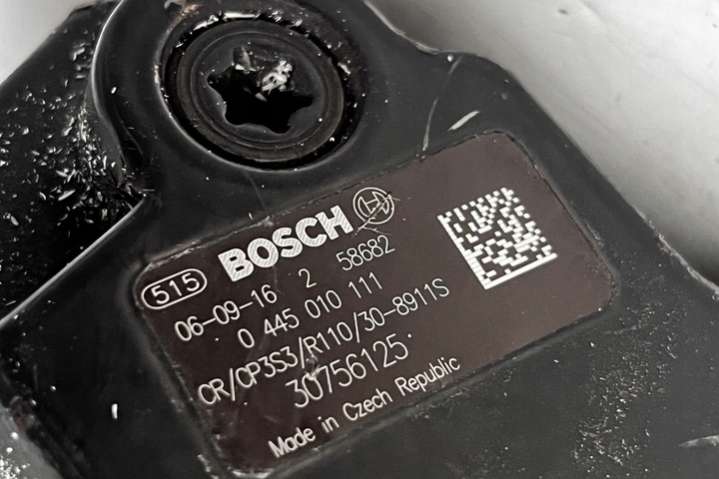 515 BOSCH
06-09-16 2 58682
0 445 010 111
CR/CP3S3/R110/30-8911S
30756125
Made in Czech Republic